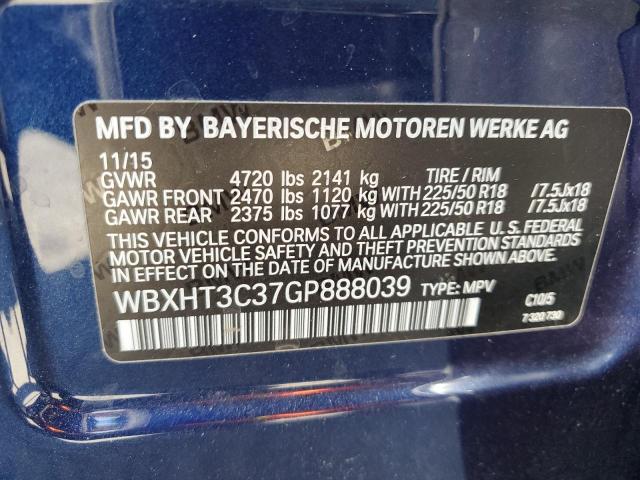 MFD BY BAYERISCHE MOTOREN WERKE AG
11/15
GVWR 4720 lbs 2141 kg TIRE / RIM
GAWR FRONT 2470 lbs 1120 kg WITH 225/50 R18 /7.5Jx18
GAWR REAR 2375 lbs 1077 kg WITH 225/50 R18 /7.5Jx18
THIS VEHICLE CONFORMS TO ALL APPLICABLE U.S. FEDERAL
MOTOR VEHICLE SAFETY AND THEFT PREVENTION STANDARDS
IN EFFECT ON THE DATE OF MANUFACTURE SHOWN ABOVE.
WBXHT3C37GP888039 TYPE: MPV
C10/5
7 320 730